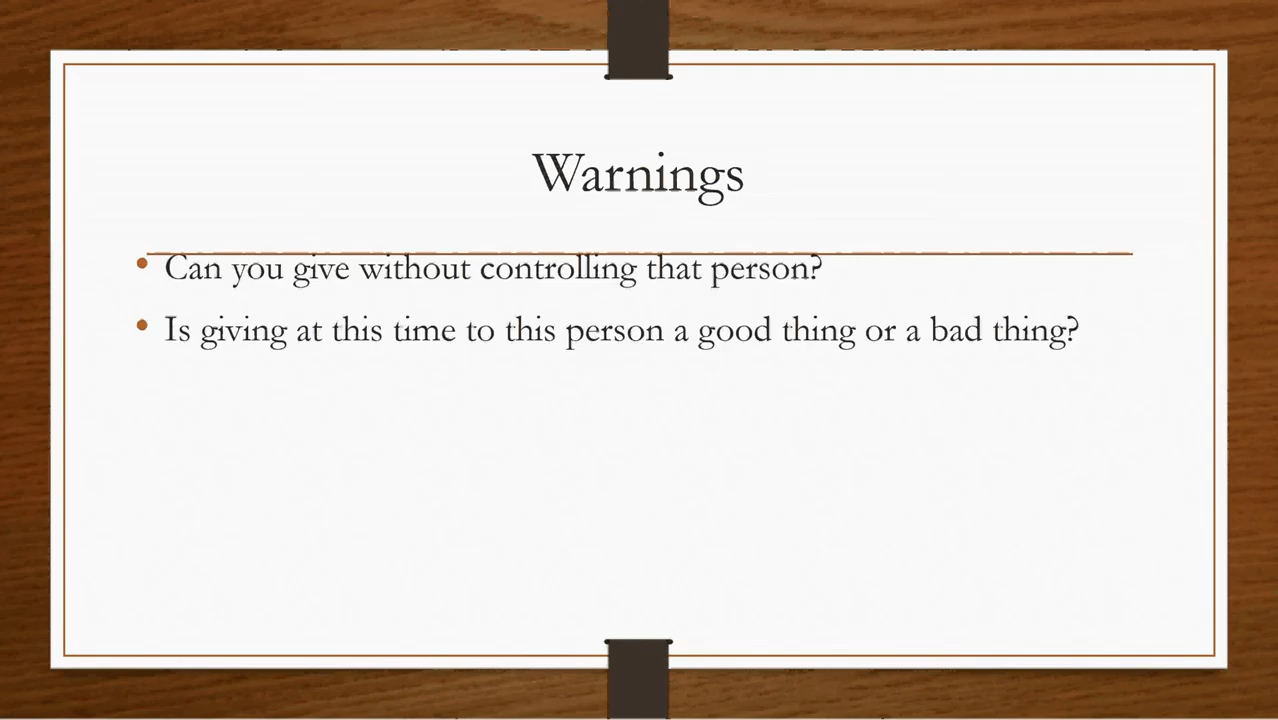 Warnings
• Can you give without controlling that person?
• Is giving at this time to this person a good thing or a bad thing?